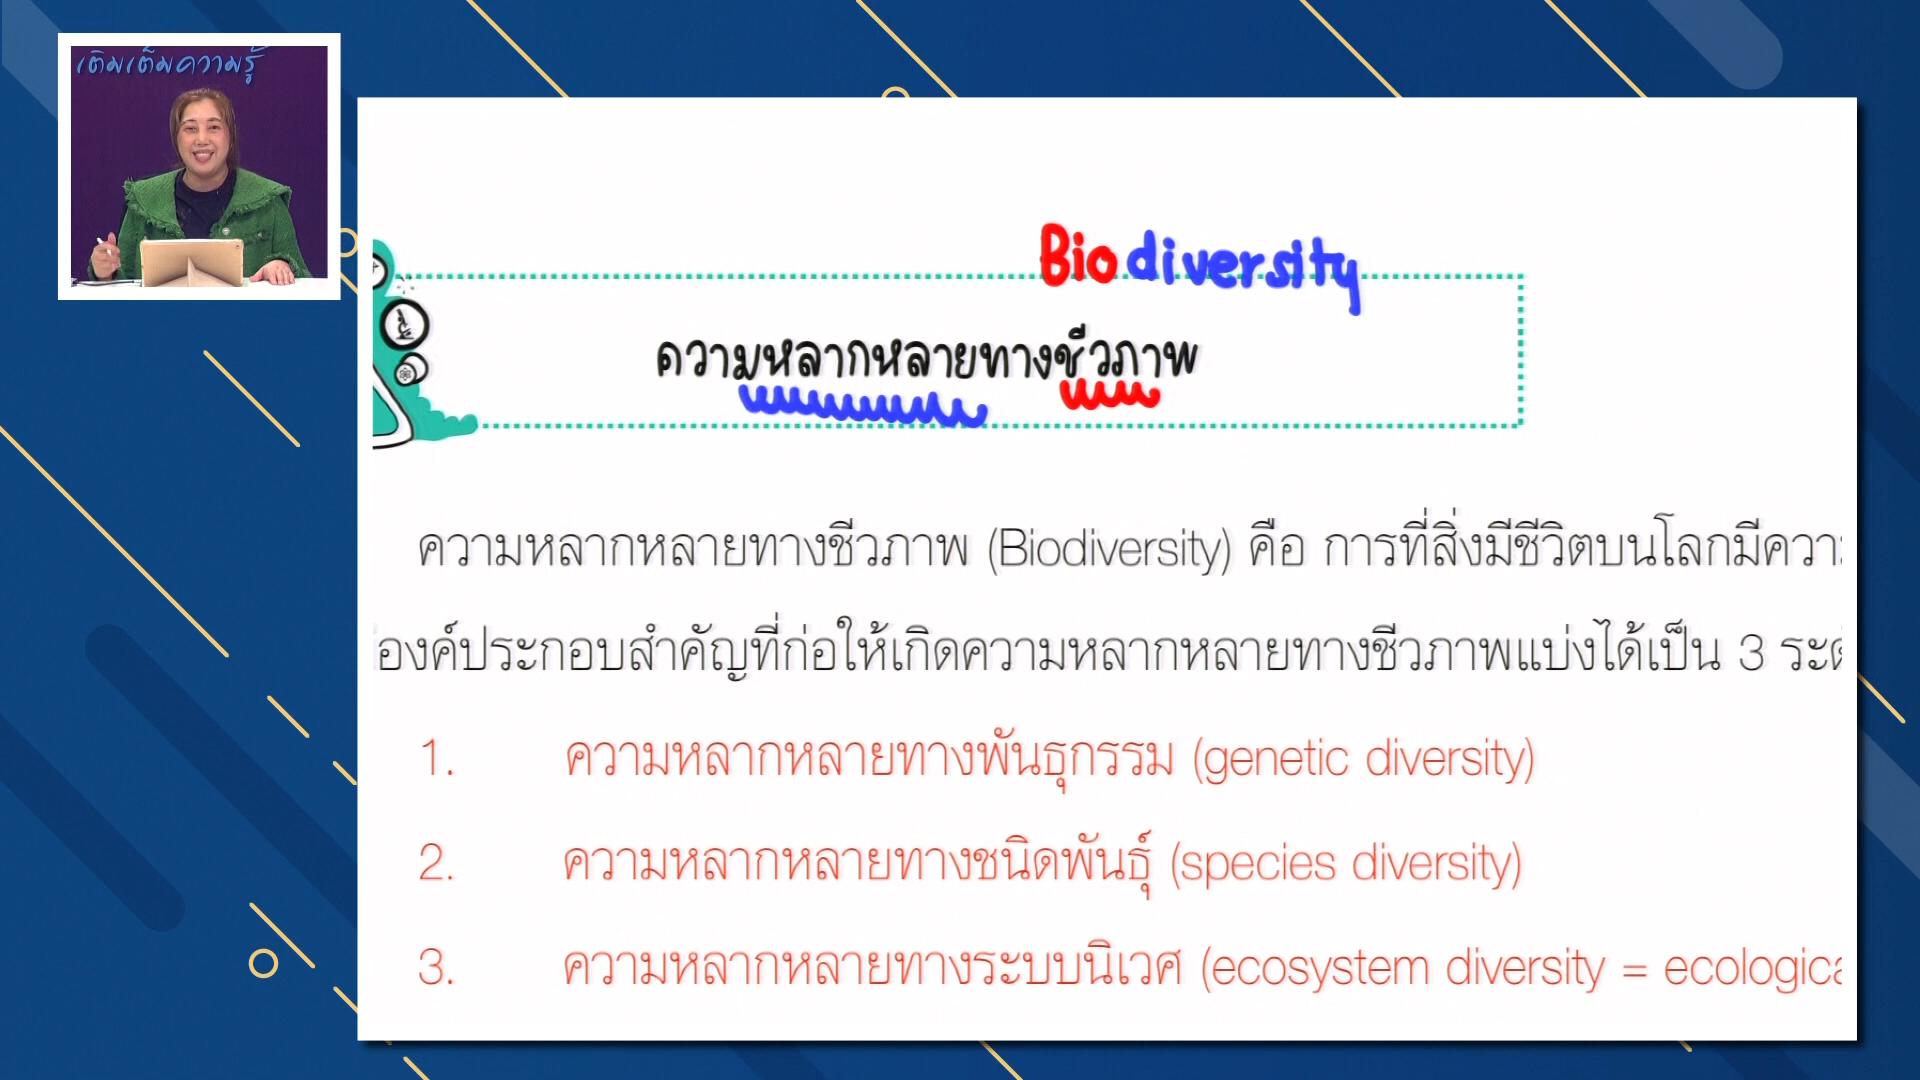 เติมเต็มความรู้
Biodiversity
ความหลากหลายทางชีวภาพ
ความหลากหลายทางชีวภาพ (Biodiversity) คือ การที่สิ่งมีชีวิตบนโลกมีความ
องค์ประกอบสำคัญที่ก่อให้เกิดความหลากหลายทางชีวภาพแบ่งได้เป็น 3 ระดั
1. ความหลากหลายทางพันธุกรรม (genetic diversity)
2. ความหลากหลายทางชนิดพันธุ์ (species diversity)
3. ความหลากหลายทางระบบนิเวศ (ecosystem diversity = ecologica